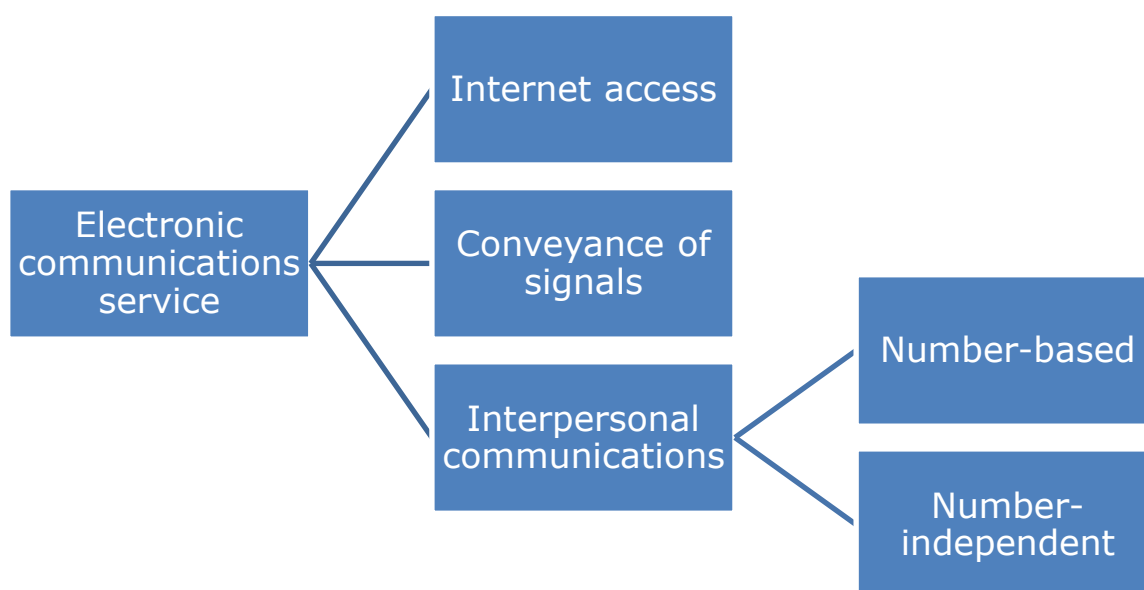 Internet access
Electronic
communications
service
Conveyance of
signals
Interpersonal
communications
Number-based
Number-
independent